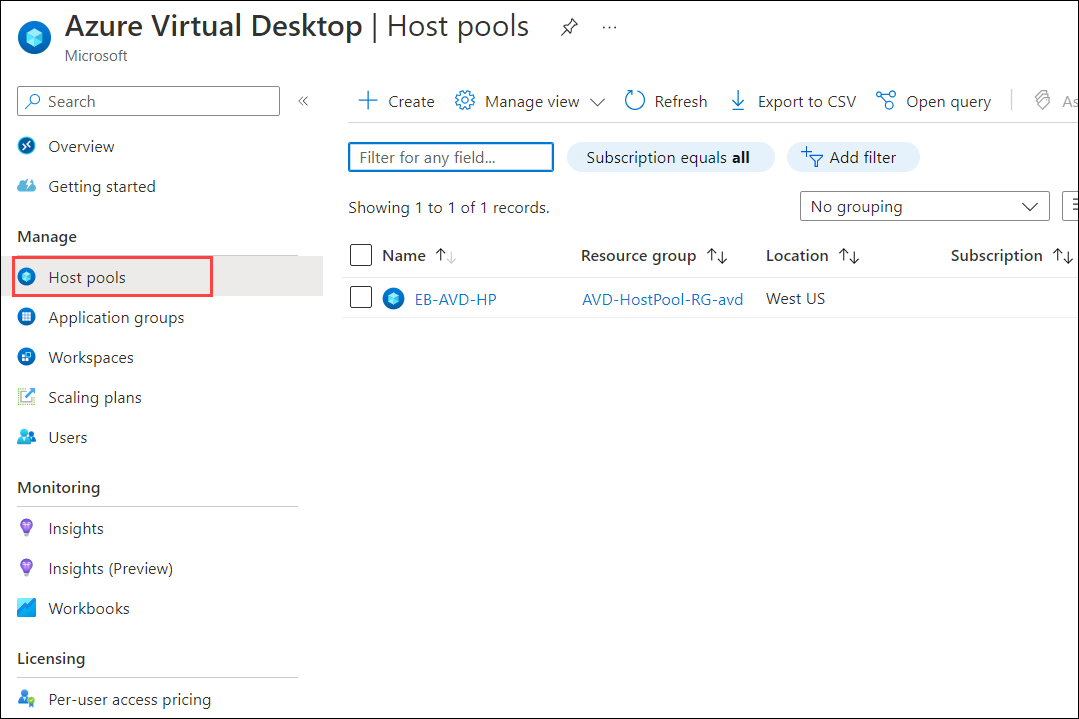 Azure Virtual Desktop | Host pools
Microsoft
Search
Overview
Getting started
Manage
Host pools
Application groups
Workspaces
Scaling plans
Users
Monitoring
Insights
Insights (Preview)
Workbooks
Licensing
Per-user access pricing
Create Manage view Refresh Export to CSV Open query As
Filter for any field... Subscription equals all Add filter
Showing 1 to 1 of 1 records. No grouping
Name Resource group Location Subscription
EB-AVD-HP AVD-HostPool-RG-avd West US